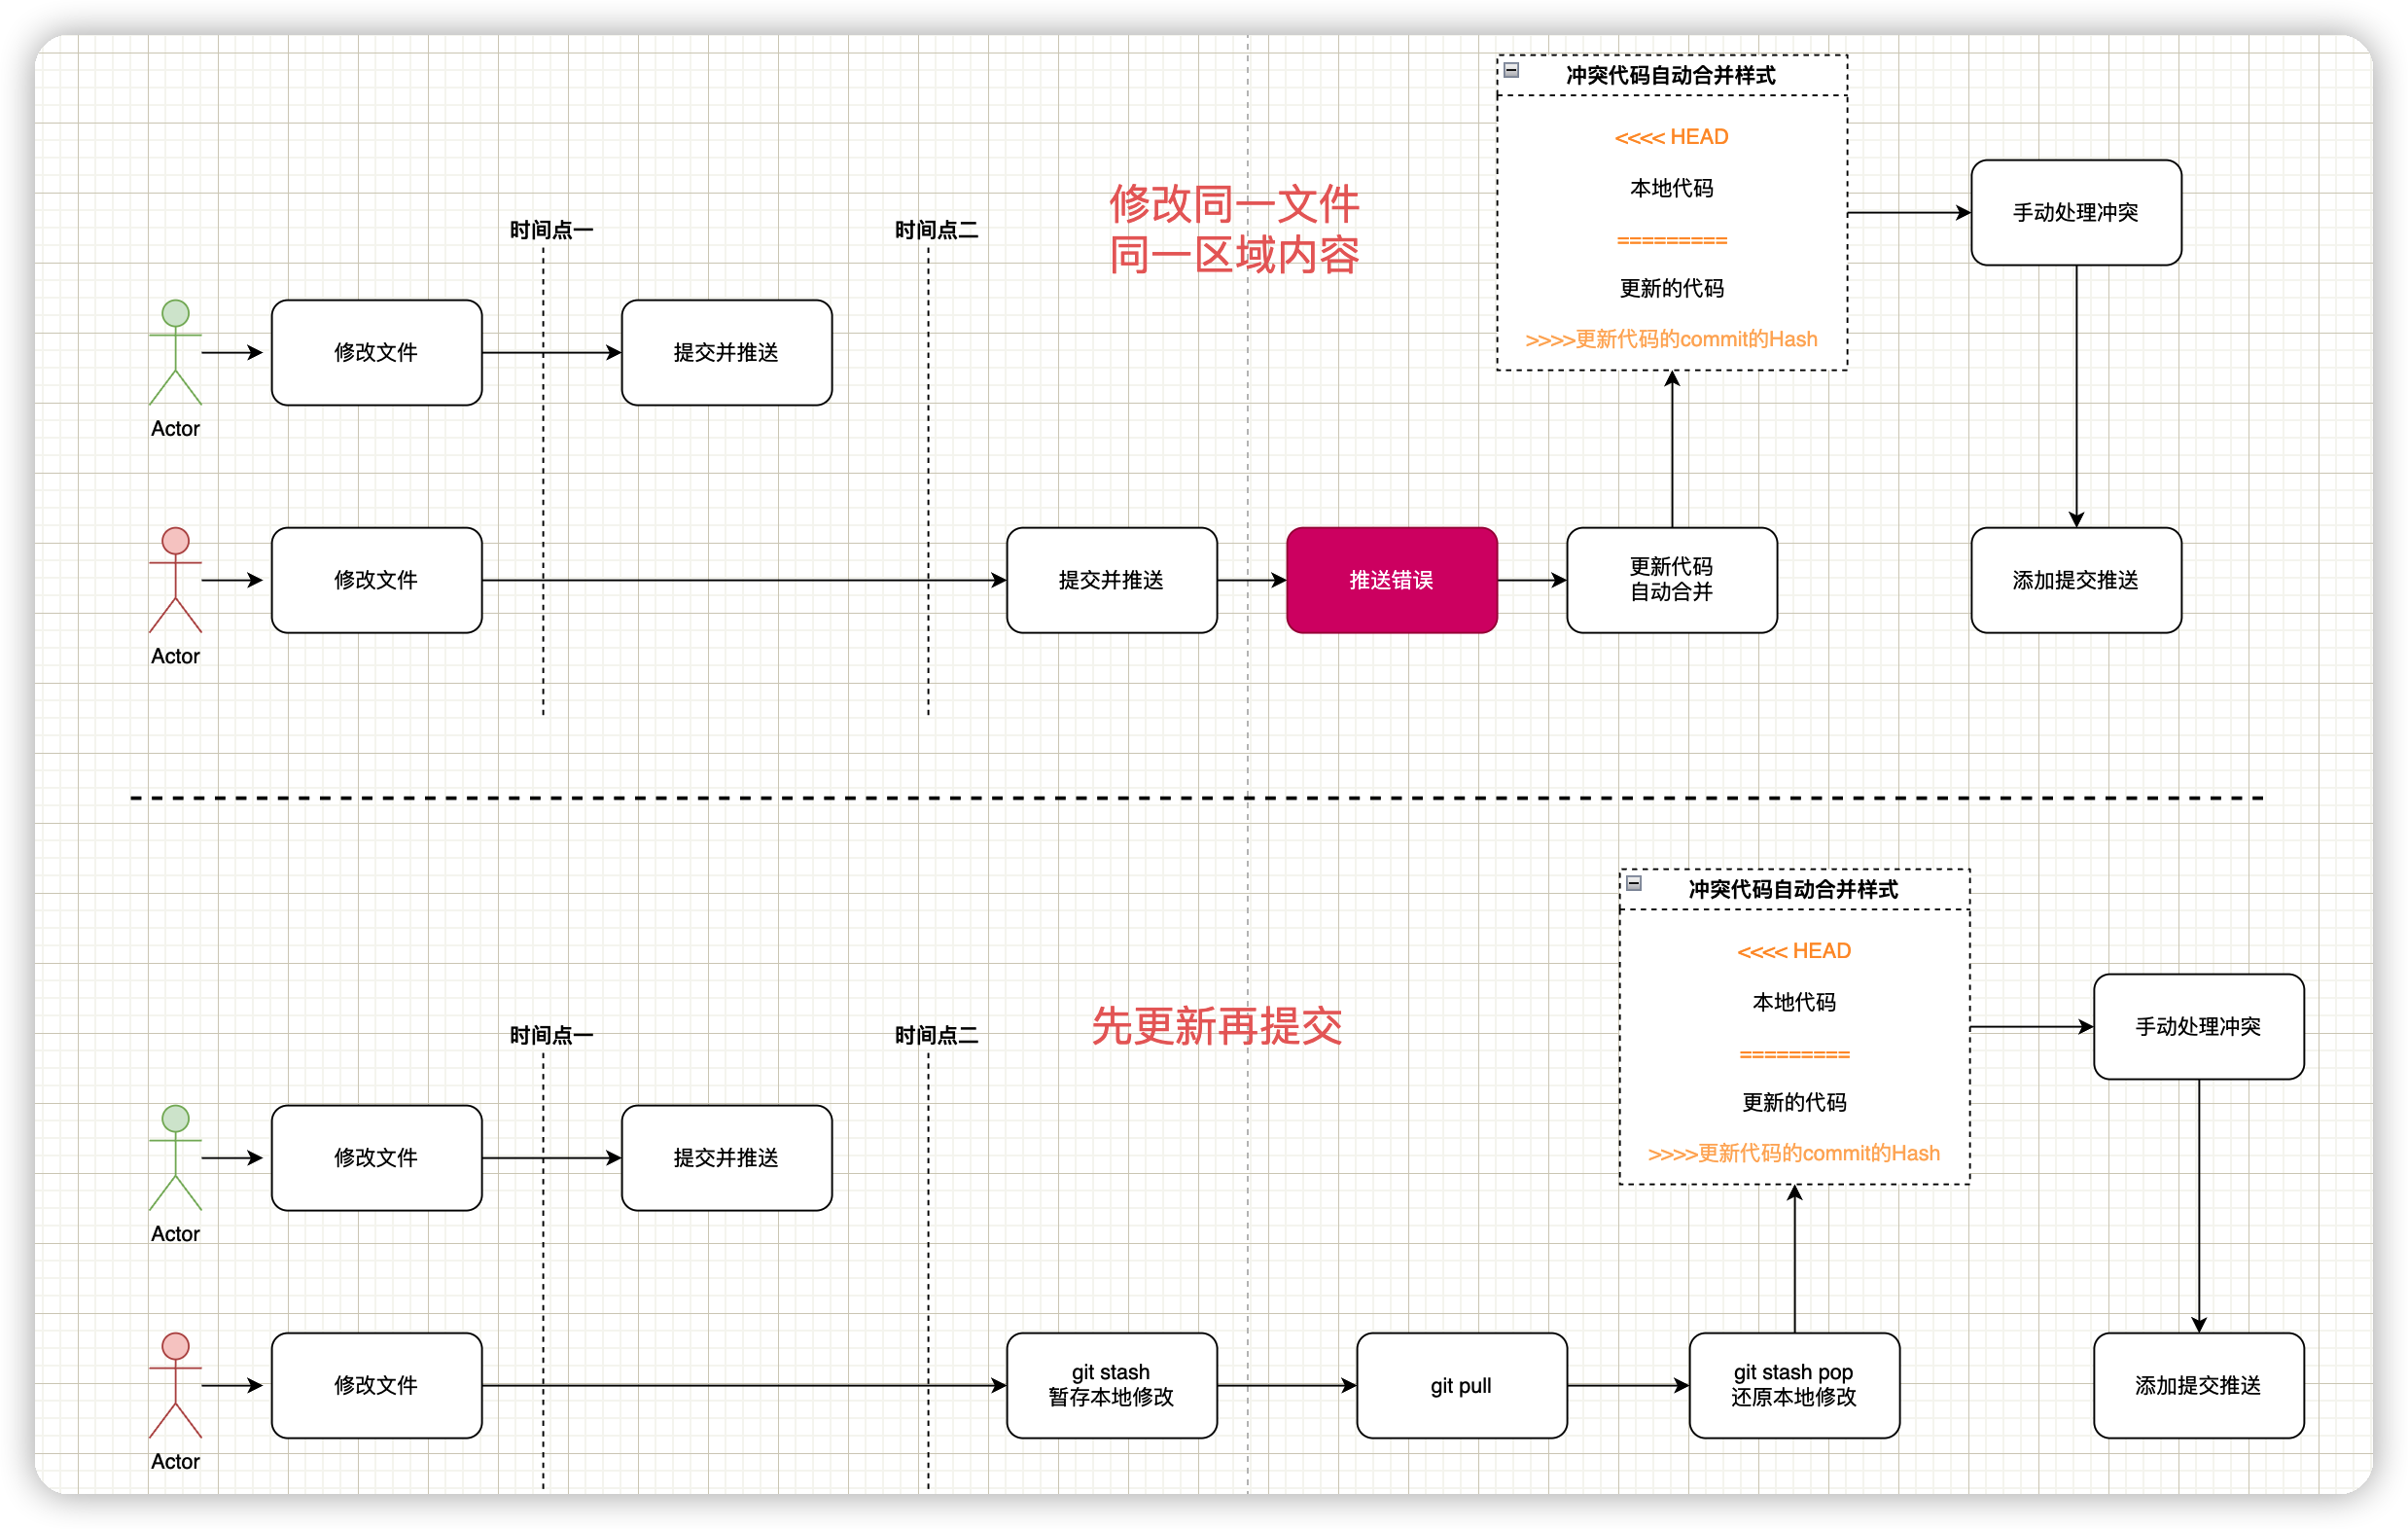 冲突代码自动合并样式
<<<< HEAD
本地代码
=========
更新的代码
>>>>更新代码的commit的Hash
手动处理冲突
修改同一文件
同一区域内容
时间点一
时间点二
修改文件
提交并推送
Actor
修改文件
提交并推送
推送错误
更新代码
自动合并
添加提交推送
Actor
冲突代码自动合并样式
<<<< HEAD
本地代码
=========
更新的代码
>>>>更新代码的commit的Hash
手动处理冲突
先更新再提交
时间点一
时间点二
修改文件
提交并推送
Actor
修改文件
git stash
暂存本地修改
git pull
git stash pop
还原本地修改
添加提交推送
Actor